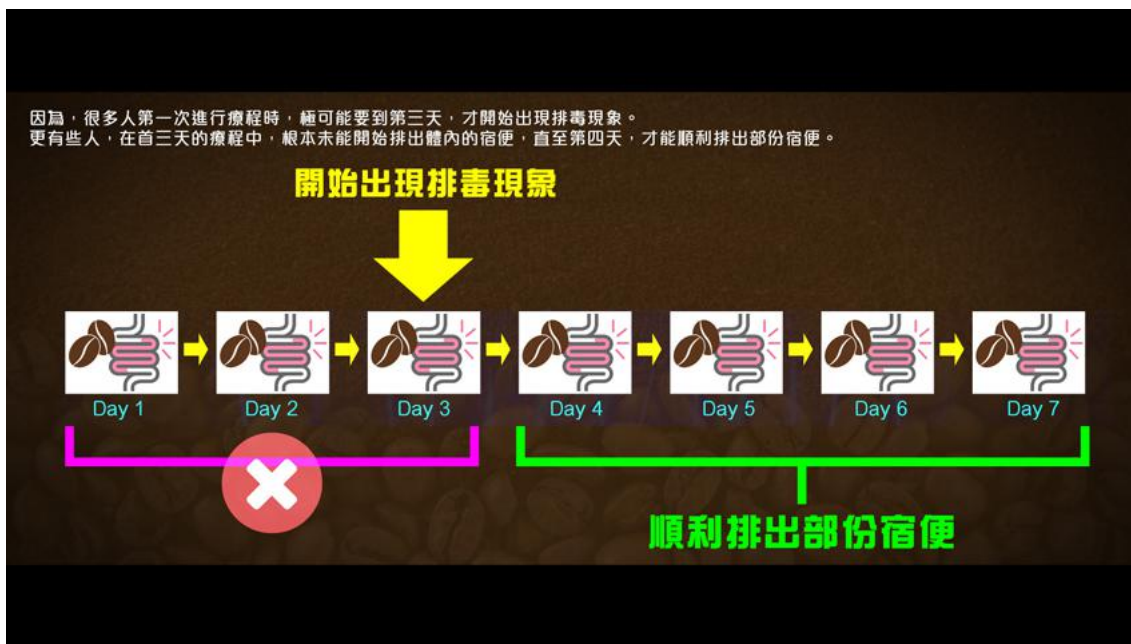 因為，很多人第一次進行療程時，極可能要到第三天，才開始出現排毒現象。
更有些人，在首三天的療程中，根本未能開始排出體內的宿便，直至第四天，才能順利排出部份宿便。
開始出現排毒現象
Day 1
Day 2
Day 3
Day 4
Day 5
Day 6
Day 7
順利排出部份宿便